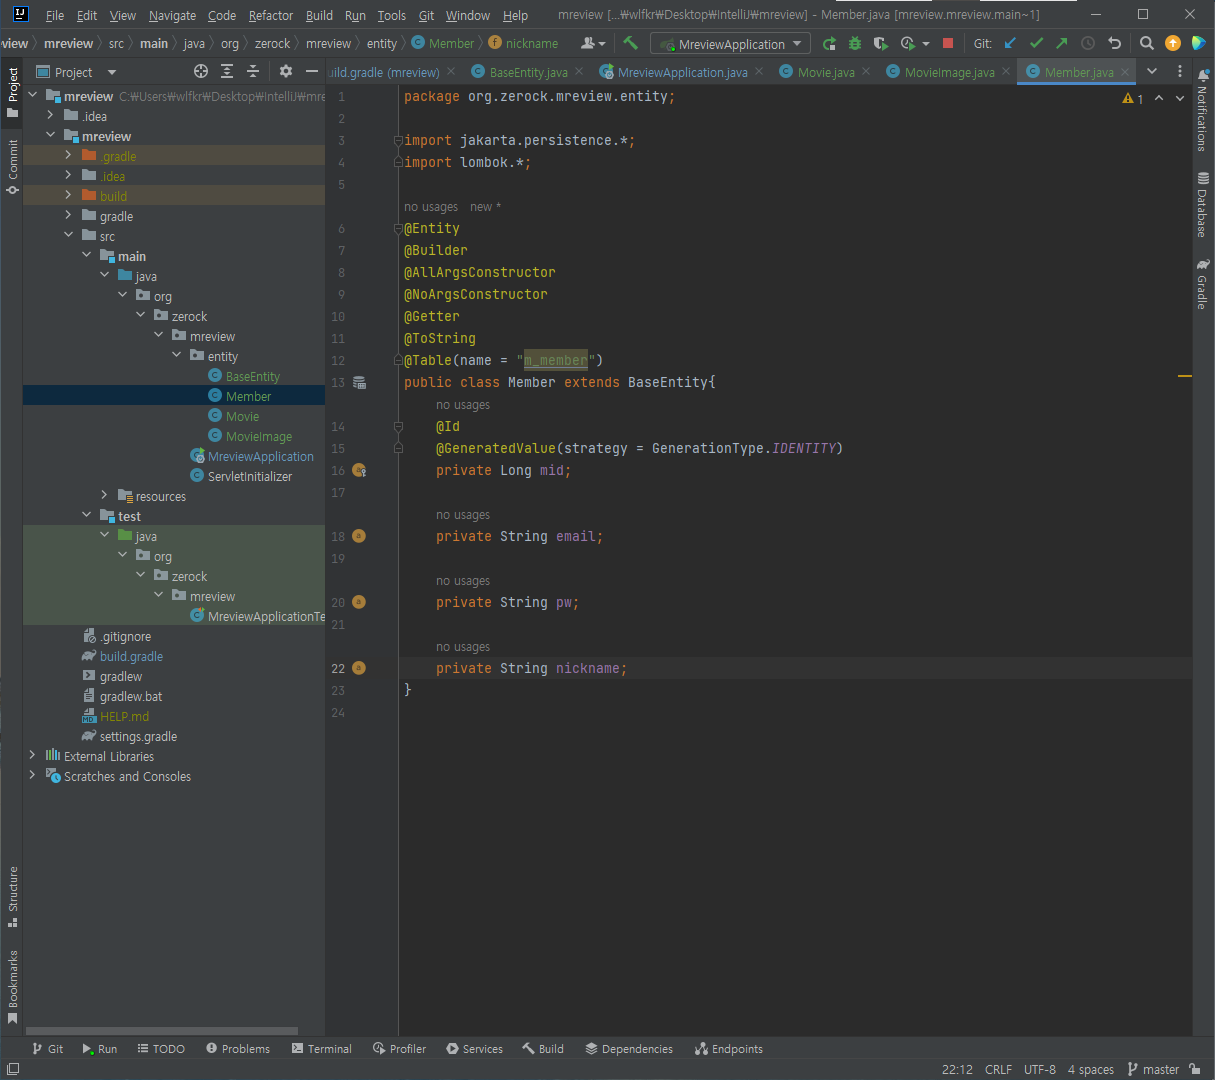 File Edit View Navigate Code Refactor Build Run Tools Git Window Help mreview [...₩wlfkr₩Desktop₩IntelliJ₩mreview] - Member.java [mreview.mreview.main~1]
mreview src main java org zerock mreview entity Member nickname MreviewApplication Git:
Project BaseEntity.java MreviewApplication.java Movie.java MovieImage.java Member.java
Project
Commit
Structure
Bookmarks
mreview
.idea
mreview
.gradle
.idea
build
gradle
src
main
java
org
zerock
mreview
entity
BaseEntity
Member
Movie
MovieImage
MreviewApplication
ServletInitializer
resources
test
java
org
zerock
mreview
MreviewApplicationTe
.gitignore
build.gradle
gradlew
gradlew.bat
HELP.md
settings.gradle
External Libraries
Scratches and Consoles
1 package org.zerock.mreview.entity;
2
3 import jakarta.persistence.*;
4 import lombok.*;
5
no usages new *
6 @Entity
7 @Builder
8 @AllArgsConstructor
9 @NoArgsConstructor
10 @Getter
11 @ToString
12 @Table(name = "m_member")
13 public class Member extends BaseEntity{
no usages
14 @Id
15 @GeneratedValue(strategy = GenerationType.IDENTITY)
16 private Long mid;
17
no usages
18 private String email;
19
no usages
20 private String pw;
21
no usages
22 private String nickname;
23 }
24
1
Notifications
Database
Gradle
Git Run TODO Problems Terminal Profiler Services Build Dependencies Endpoints
22:12 CRLF UTF-8 4 spaces master